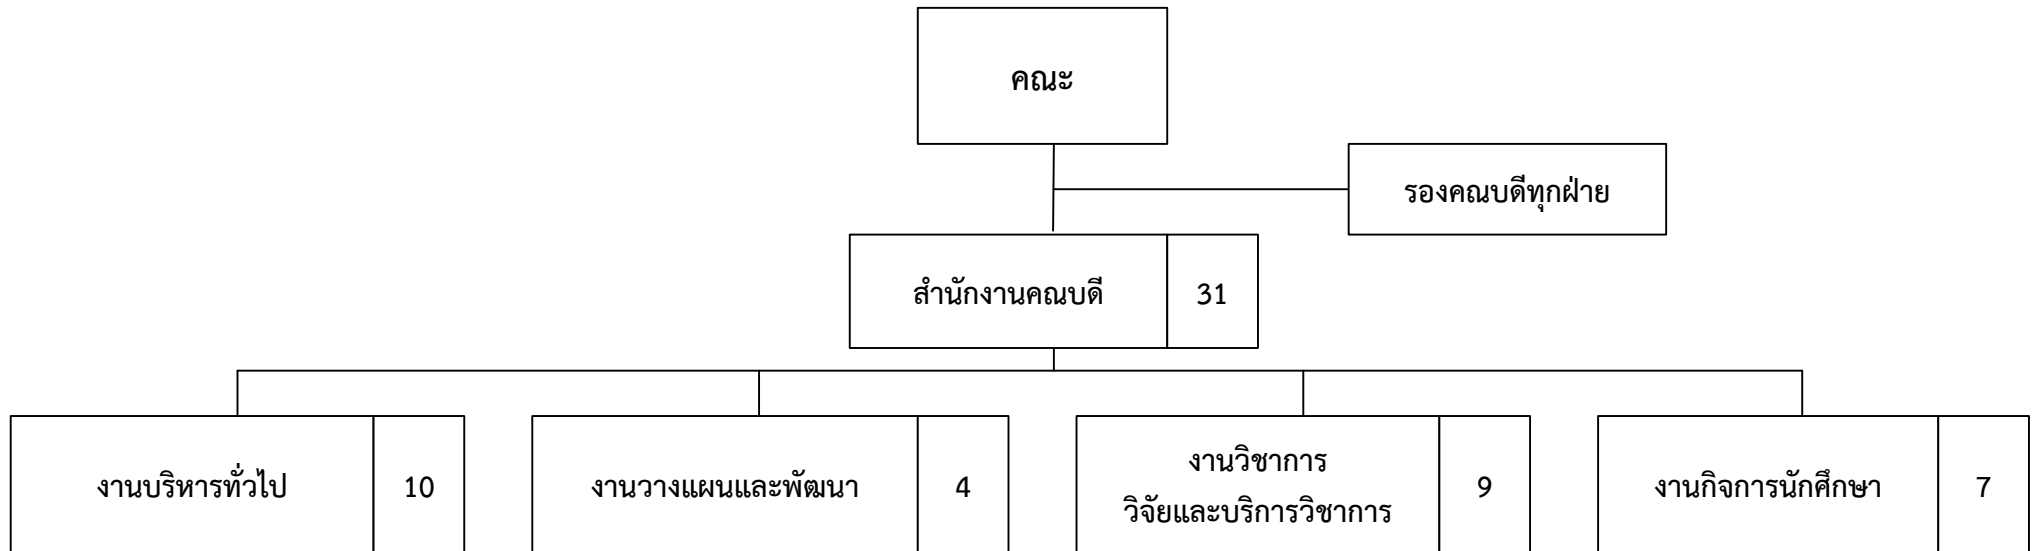 คณะ
รองคณบดีทุกฝ่าย
สำนักงานคณบดี 31
งานบริหารทั่วไป 10
งานวางแผนและพัฒนา 4
งานวิชาการ
วิจัยและบริการวิชาการ 9
งานกิจการนักศึกษา 7